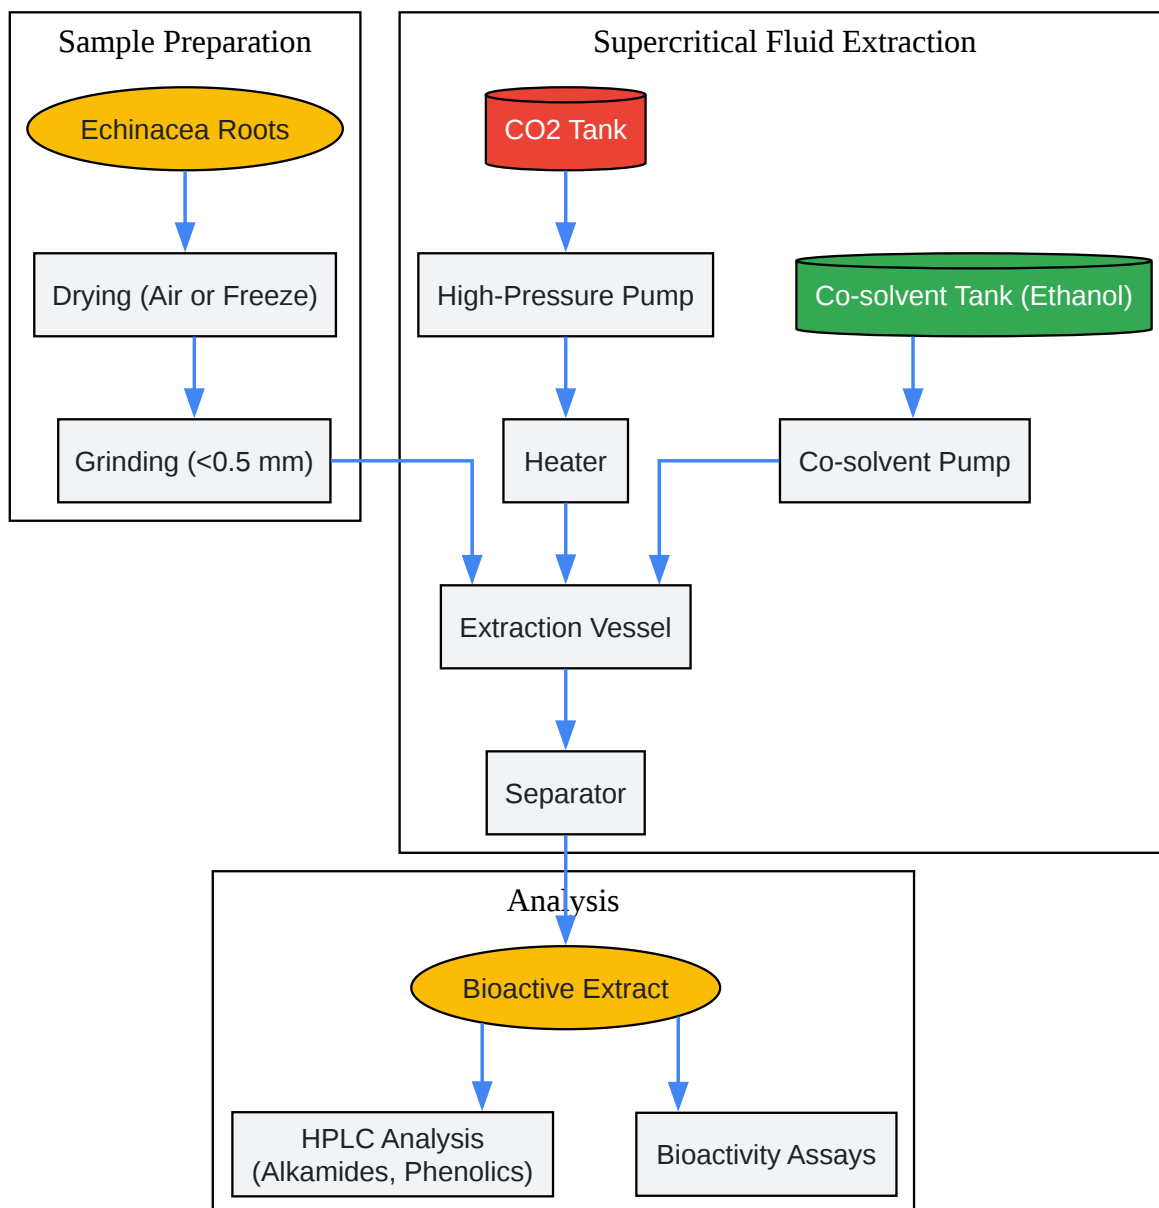 Sample Preparation
Echinacea Roots
Drying (Air or Freeze)
Grinding (<0.5 mm)
Supercritical Fluid Extraction
CO2 Tank
High-Pressure Pump
Co-solvent Tank (Ethanol)
Heater
Co-solvent Pump
Extraction Vessel
Separator
Analysis
Bioactive Extract
HPLC Analysis
(Alkamides, Phenolics)
Bioactivity Assays